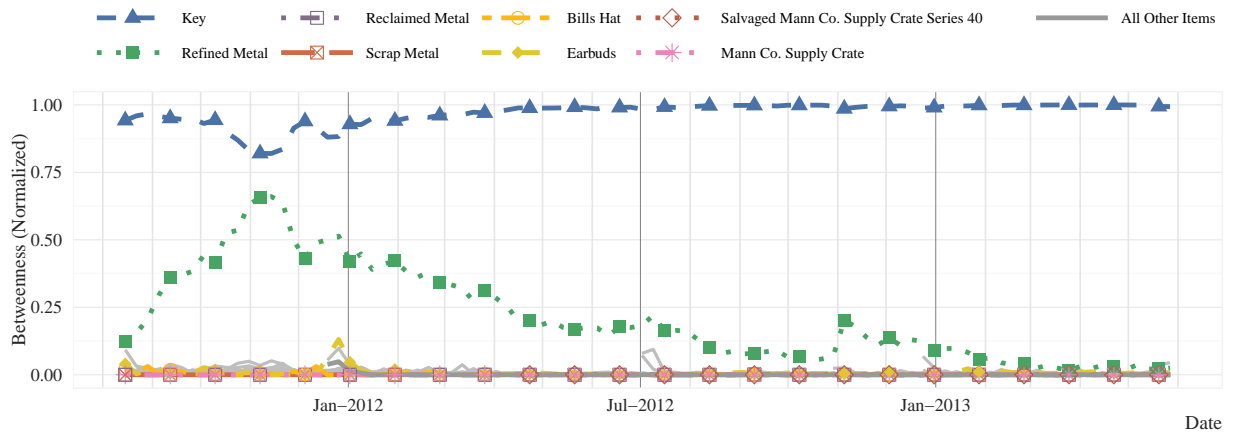 Key Reclaimed Metal Bills Hat Salvaged Mann Co. Supply Crate Series 40 All Other Items
Refined Metal Scrap Metal Earbuds Mann Co. Supply Crate
Betweenness (Normalized)
1.00
0.75
0.50
0.25
0.00
Jan−2012 Jul−2012 Jan−2013
Date